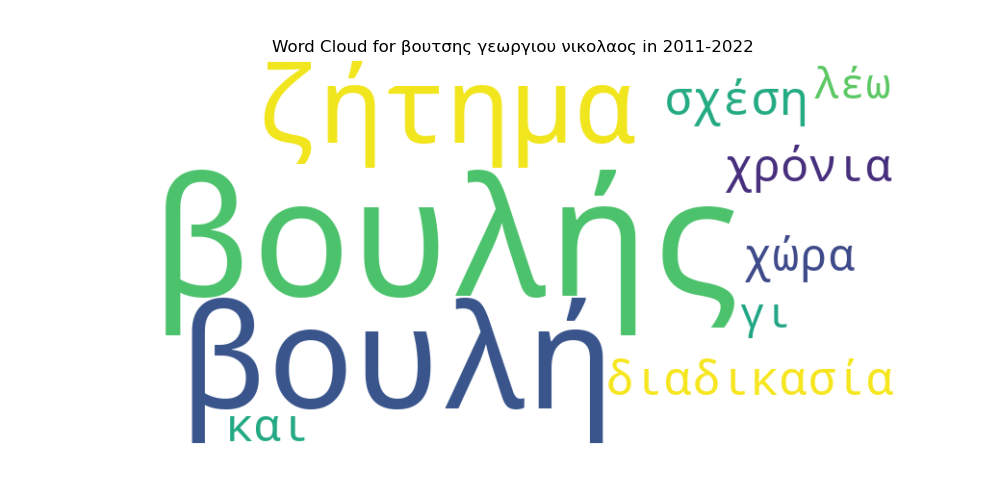 Word Cloud for βουτσης γεωργιου νικολαος in 2011-2022
ζήτημα
σχέση
λέω
χρόνια
βουλής
χώρα
γι
βουλή
διαδικασία
και